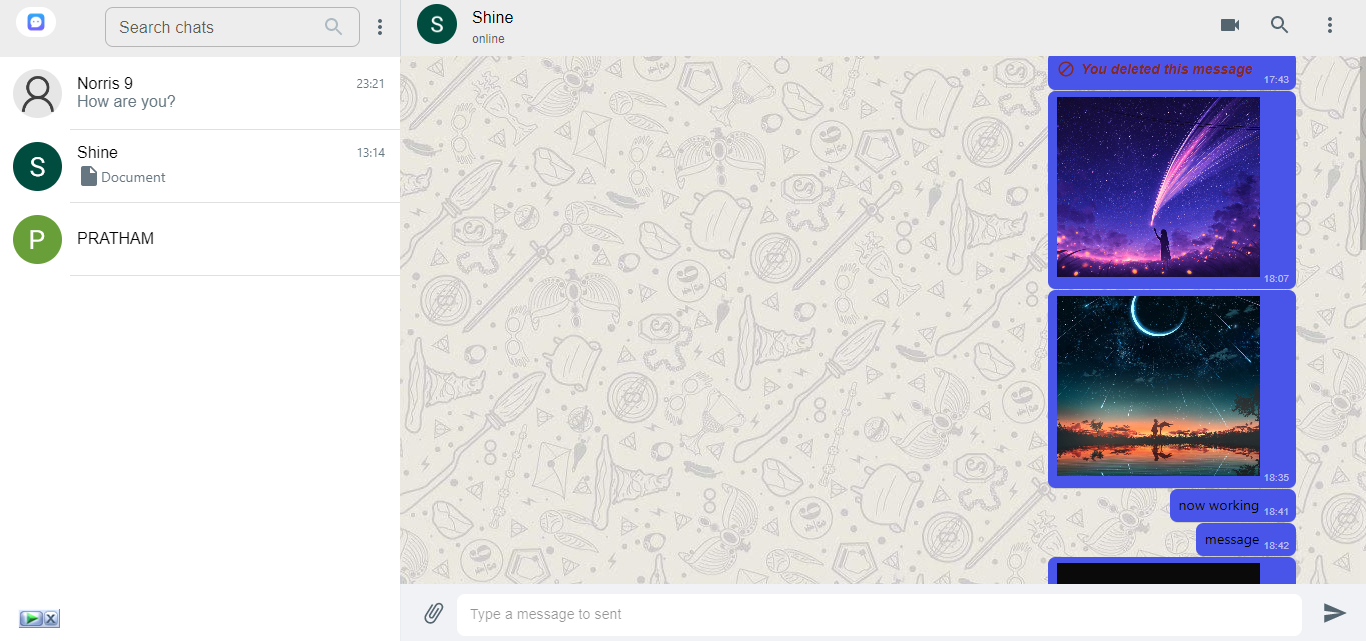 Search chats
Norris 9
23:21
How are you?
Shine
13:14
Document
P
PRATHAM
S
S
Shine
online
You deleted this message
17:43
18:07
18:35
now working
18:41
message
18:42
Type a message to sent